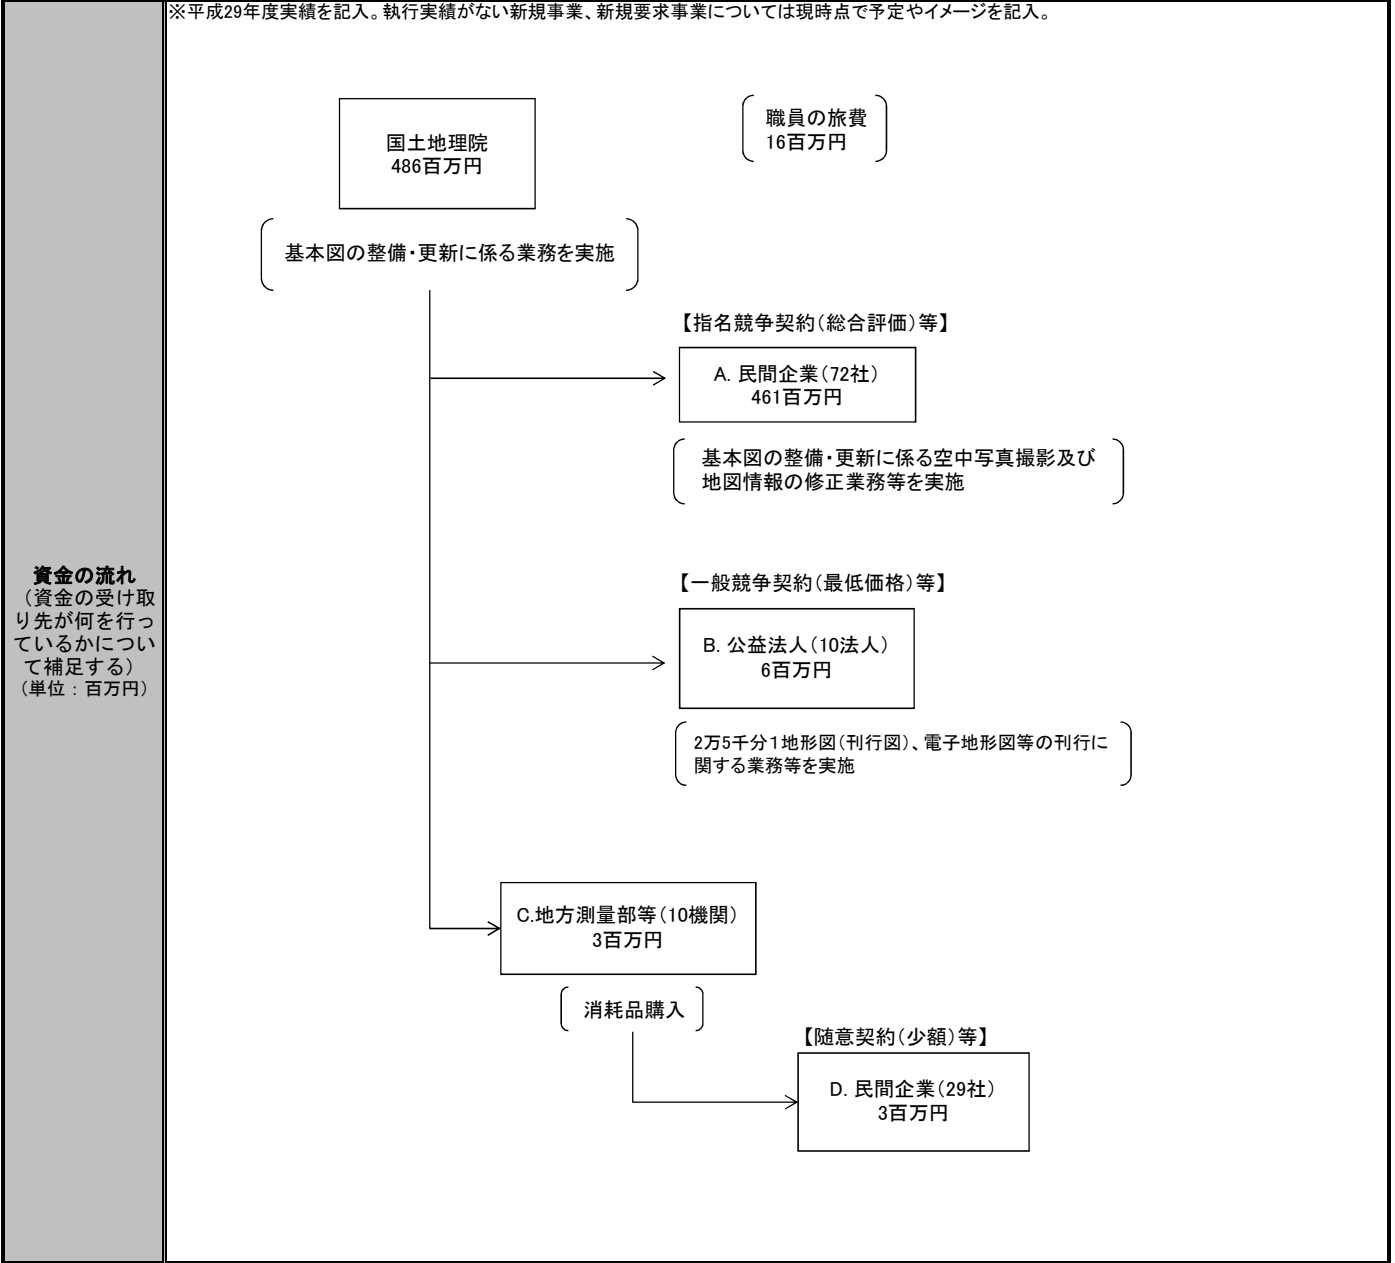 ※平成29年度実績を記入。執行実績がない新規事業、新規要求事業については現時点で予定やイメージを記入。
資金の流れ
（資金の受け取
り先が何を行っ
ているかについ
て補足する）
（単位：百万円）
国土地理院
486百万円
職員の旅費
16百万円
基本図の整備・更新に係る業務を実施
【指名競争契約（総合評価）等】
A. 民間企業（72社）
461百万円
基本図の整備・更新に係る空中写真撮影及び
地図情報の修正業務等を実施
【一般競争契約（最低価格）等】
B. 公益法人（10法人）
6百万円
2万5千分１地形図（刊行図）、電子地形図等の刊行に
関する業務等を実施
C.地方測量部等（10機関）
3百万円
消耗品購入
【随意契約（少額）等】
D. 民間企業（29社）
3百万円